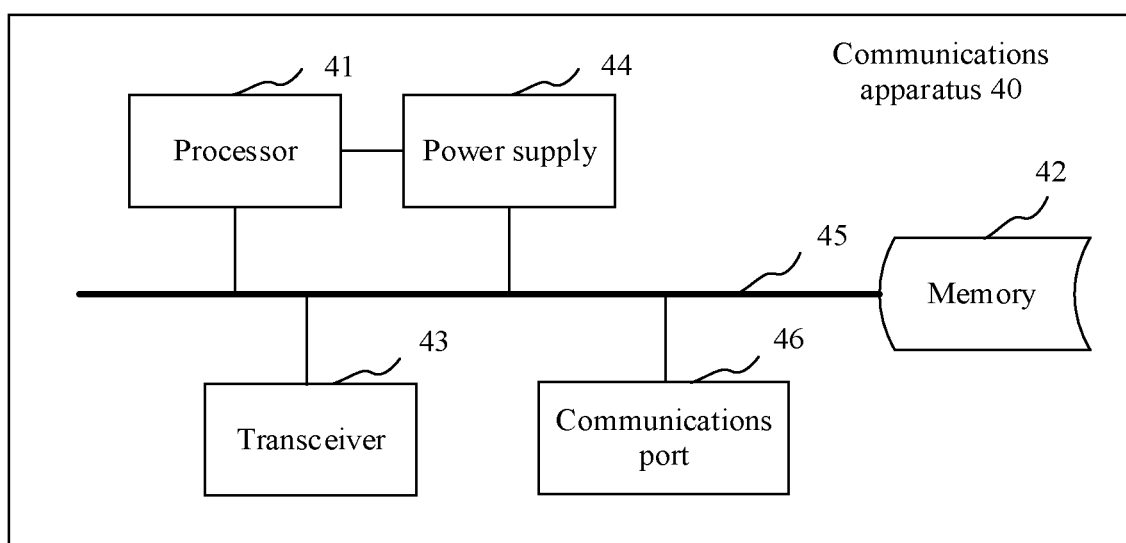 41
44
Communications
apparatus 40
Processor
Power supply
42
45
Memory
43
46
Transceiver
Communications
port